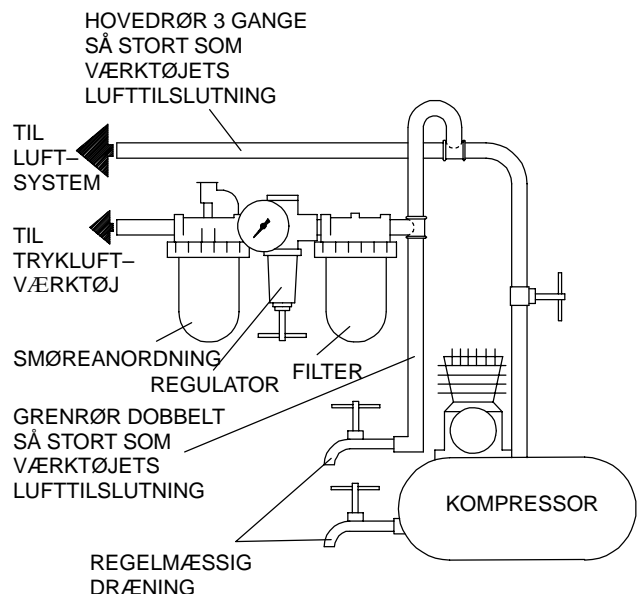 HOVEDRØR 3 GANGE
SÅ STORT SOM
VÆRKTØJETS
LUFTTILSLUTNING
TIL
LUFT–
SYSTEM
TIL
TRYKLUFT–
VÆRKTØJ
SMØREANORDNING
REGULATOR
FILTER
GRENRØR DOBBELT
SÅ STORT SOM
VÆRKTØJETS
LUFTTILSLUTNING
KOMPRESSOR
REGELMÆSSIG
DRÆNING